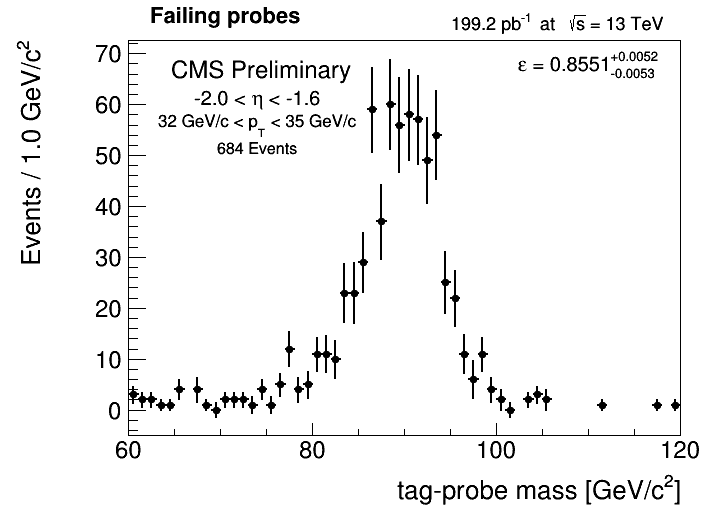 Failing probes
199.2 pb⁻¹ at √s = 13 TeV
CMS Preliminary
-2.0 < η < -1.6
32 GeV/c < p_T < 35 GeV/c
684 Events
ε = 0.8551 +0.0052 -0.0053
Events / 1.0 GeV/c²
70
60
50
40
30
20
10
0
60 80 100 120
tag-probe mass [GeV/c²]